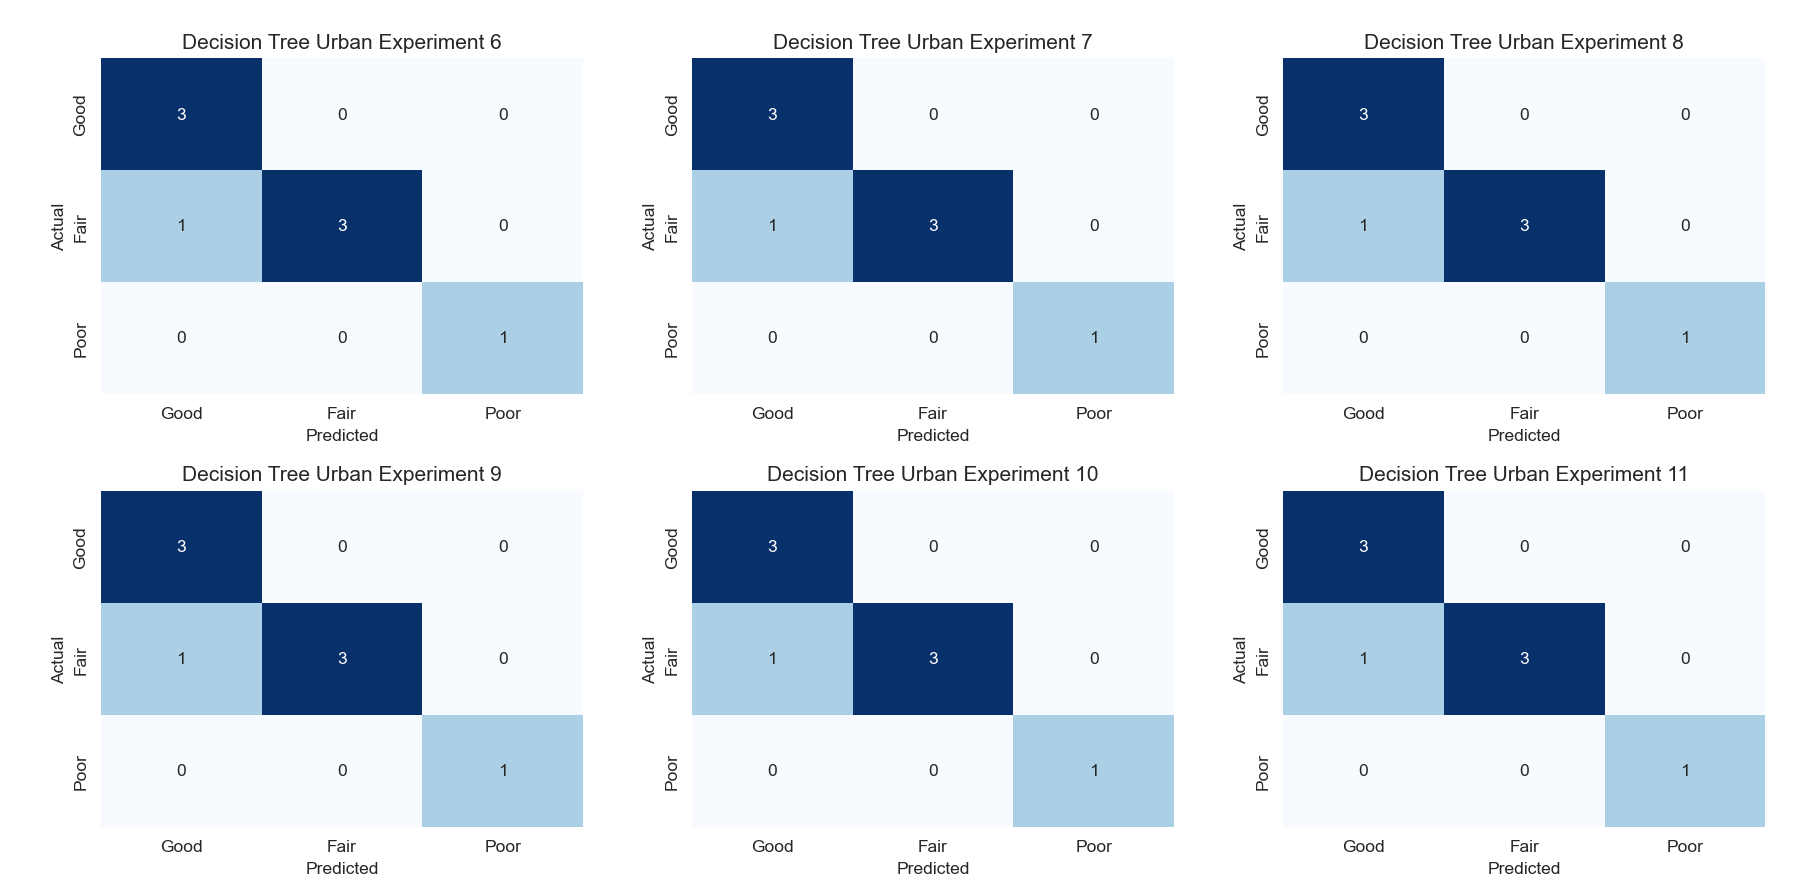 Decision Tree Urban Experiment 6
Good
3 0 0
Actual
Fair
1 3 0
Poor
0 0 1
Good Fair Poor
Predicted
Decision Tree Urban Experiment 7
Good
3 0 0
Actual
Fair
1 3 0
Poor
0 0 1
Good Fair Poor
Predicted
Decision Tree Urban Experiment 8
Good
3 0 0
Actual
Fair
1 3 0
Poor
0 0 1
Good Fair Poor
Predicted
Decision Tree Urban Experiment 9
Good
3 0 0
Actual
Fair
1 3 0
Poor
0 0 1
Good Fair Poor
Predicted
Decision Tree Urban Experiment 10
Good
3 0 0
Actual
Fair
1 3 0
Poor
0 0 1
Good Fair Poor
Predicted
Decision Tree Urban Experiment 11
Good
3 0 0
Actual
Fair
1 3 0
Poor
0 0 1
Good Fair Poor
Predicted